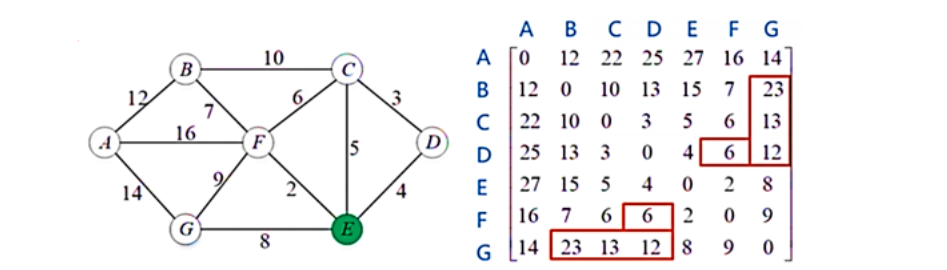 10
B C
12 7 6 3
A 16 F 5 D
14 9 2 4
G E
8
A B C D E F G
A 0 12 22 25 27 16 14
B 12 0 10 13 15 7 23
C 22 10 0 3 5 6 13
D 25 13 3 0 4 6 12
E 27 15 5 4 0 2 8
F 16 7 6 6 2 0 9
G 14 23 13 12 8 9 0